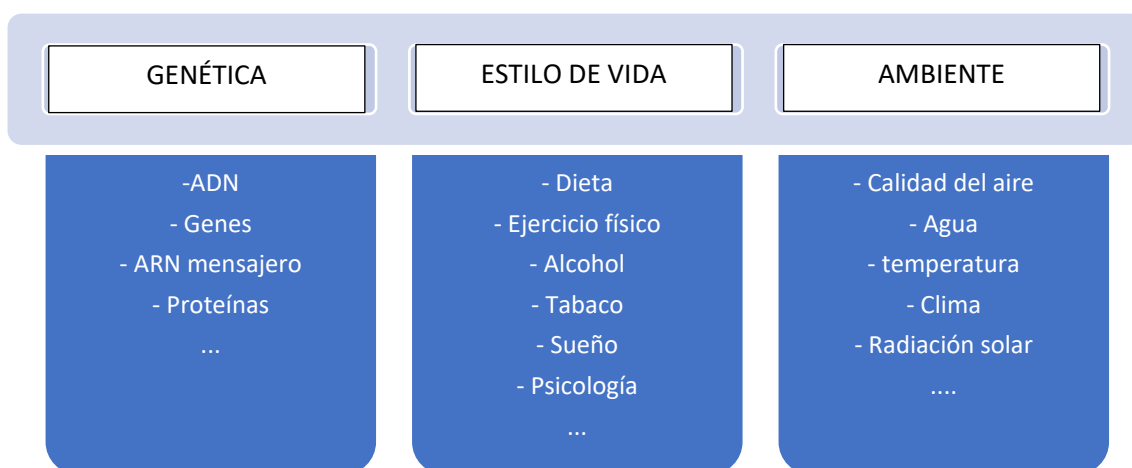 GENÉTICA
-ADN
- Genes
- ARN mensajero
- Proteínas
...
ESTILO DE VIDA
- Dieta
- Ejercicio físico
- Alcohol
- Tabaco
- Sueño
- Psicología
...
AMBIENTE
- Calidad del aire
- Agua
- temperatura
- Clima
- Radiación solar
....